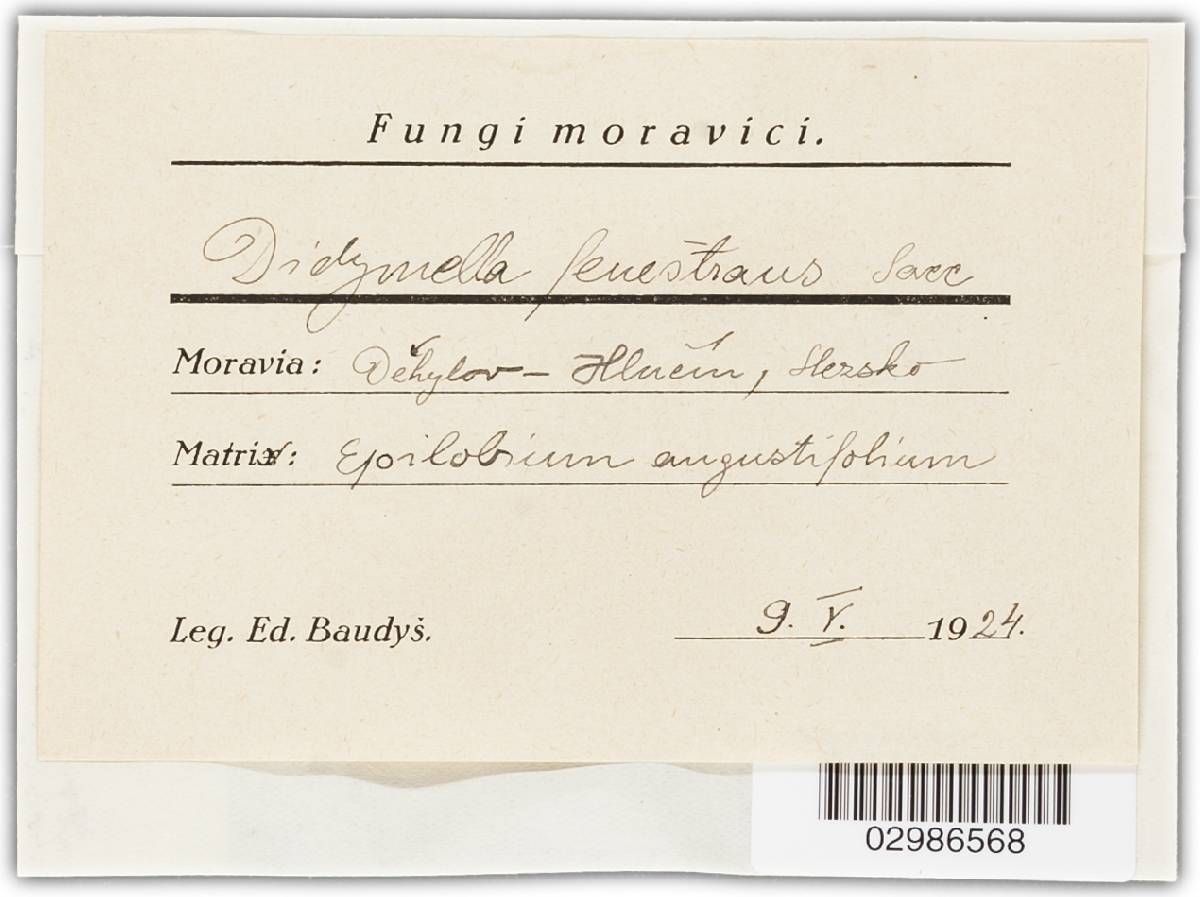 Fungi moravici.
Didymella fenestrans Sacc
Moravia: Děhylov – Hlučín, Slezsko
Matrix: Epilobium angustifolium
Leg. Ed. Baudyš. 9. V. 1924.
02986568